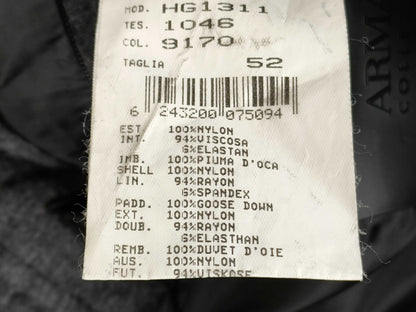 MOD. HG1311
TES. 1046
COL. 9170
TAGLIA 52
6 243200 075094
EST. 100%NYLON
INT. 94%VISCOSA
6%ELASTAN
IMB. 100%PIUMA D'OCA
SHELL 100%NYLON
LIN. 94%RAYON
6%SPANDEX
PADD. 100%GOOSE DOWN
EXT. 100%NYLON
DOUB. 94%RAYON
6%ELASTHAN
REMB. 100%DUVET D'OIE
AUS. 100%NYLON
FUT. 94%VISKOSE
ARMA
COLL